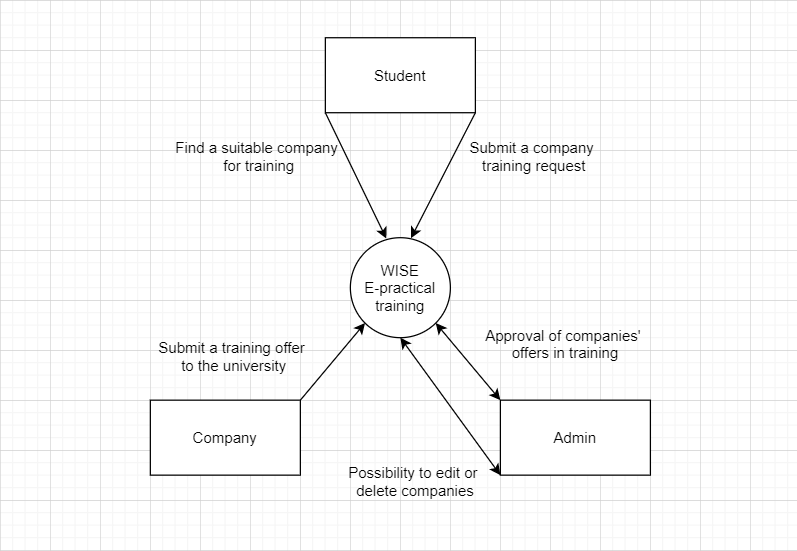 Student
Find a suitable company
for training
Submit a company
training request
WISE
E-practical
training
Submit a training offer
to the university
Approval of companies'
offers in training
Company
Admin
Possibility to edit or
delete companies